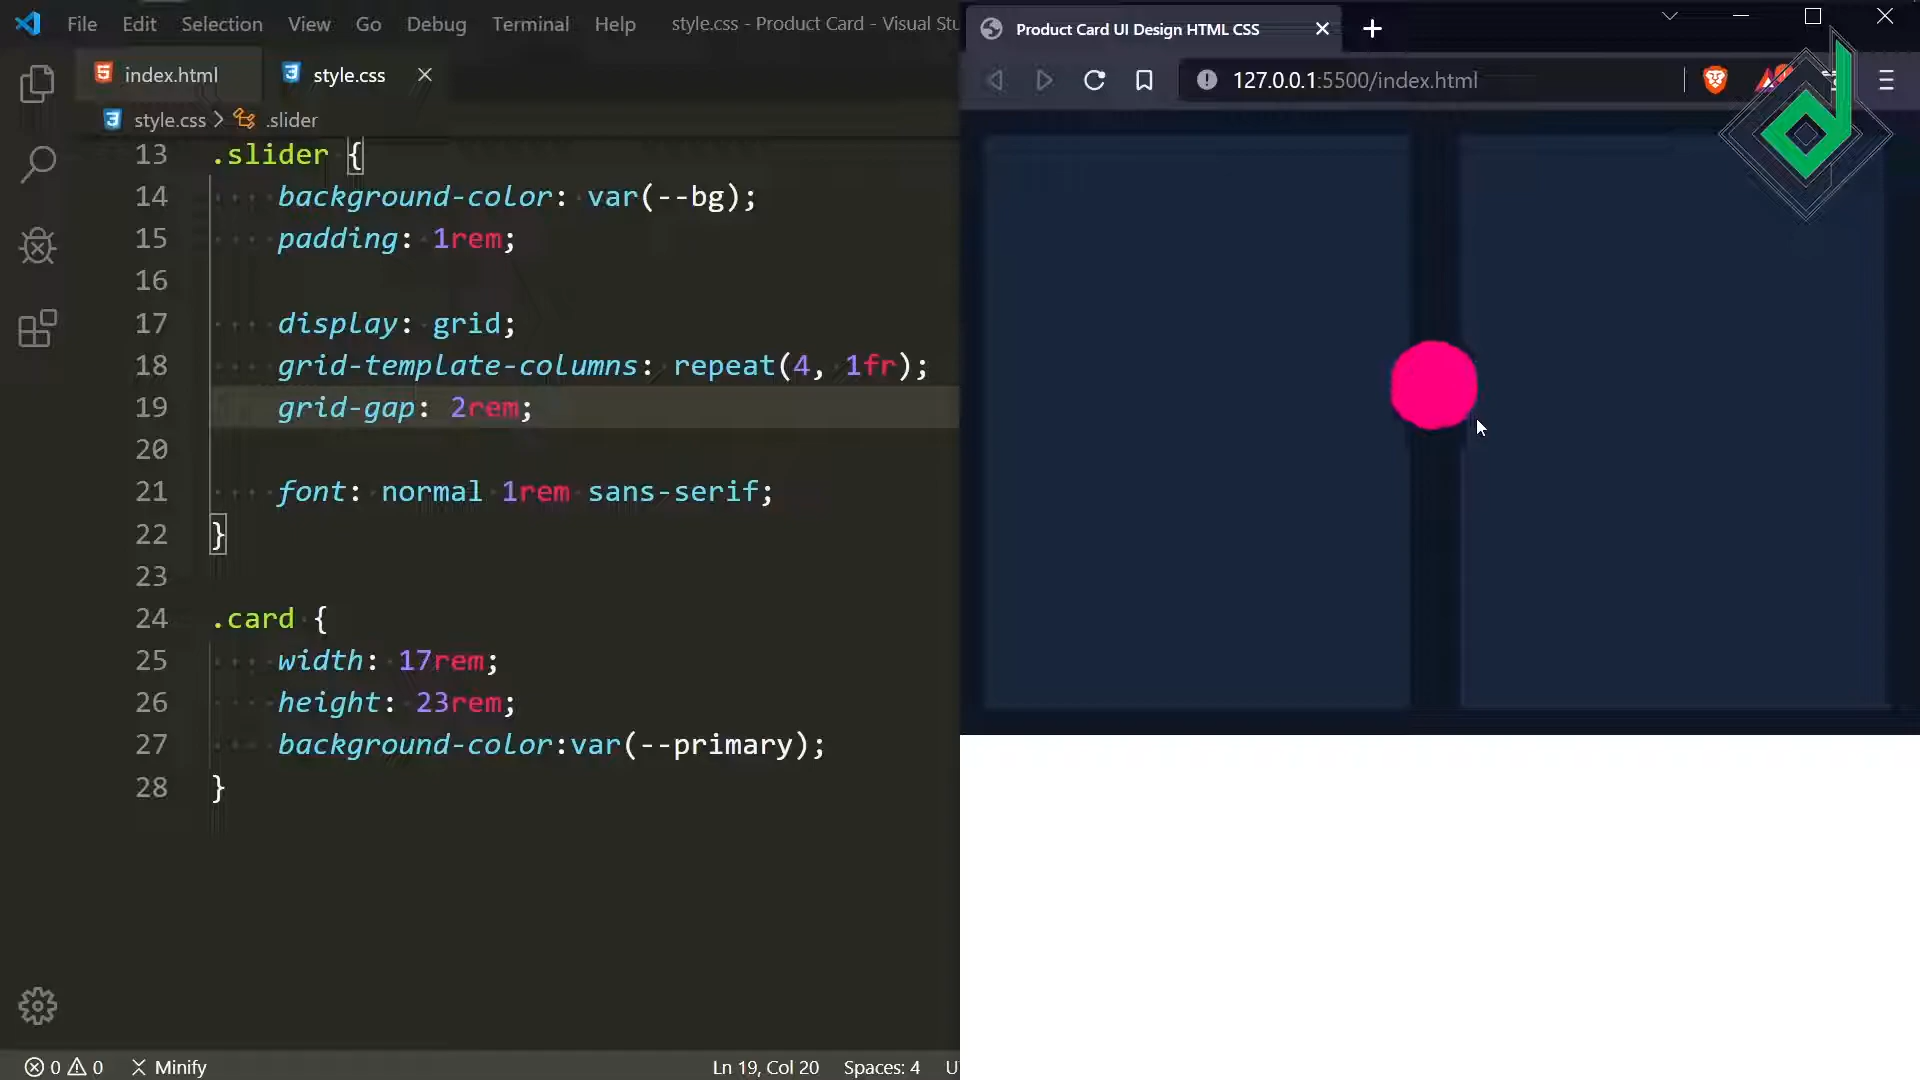 File Edit Selection View Go Debug Terminal Help style.css - Product Card - Visual Stu
index.html style.css
style.css > .slider
13 .slider {
14 background-color: var(--bg);
15 padding: 1rem;
16
17 display: grid;
18 grid-template-columns: repeat(4, 1fr);
19 grid-gap: 2rem;
20
21 font: normal 1rem sans-serif;
22 }
23
24 .card {
25 width: 17rem;
26 height: 23rem;
27 background-color:var(--primary);
28 }
0 0 Minify Ln 19, Col 20 Spaces: 4 U
Product Card UI Design HTML CSS
127.0.0.1:5500/index.html